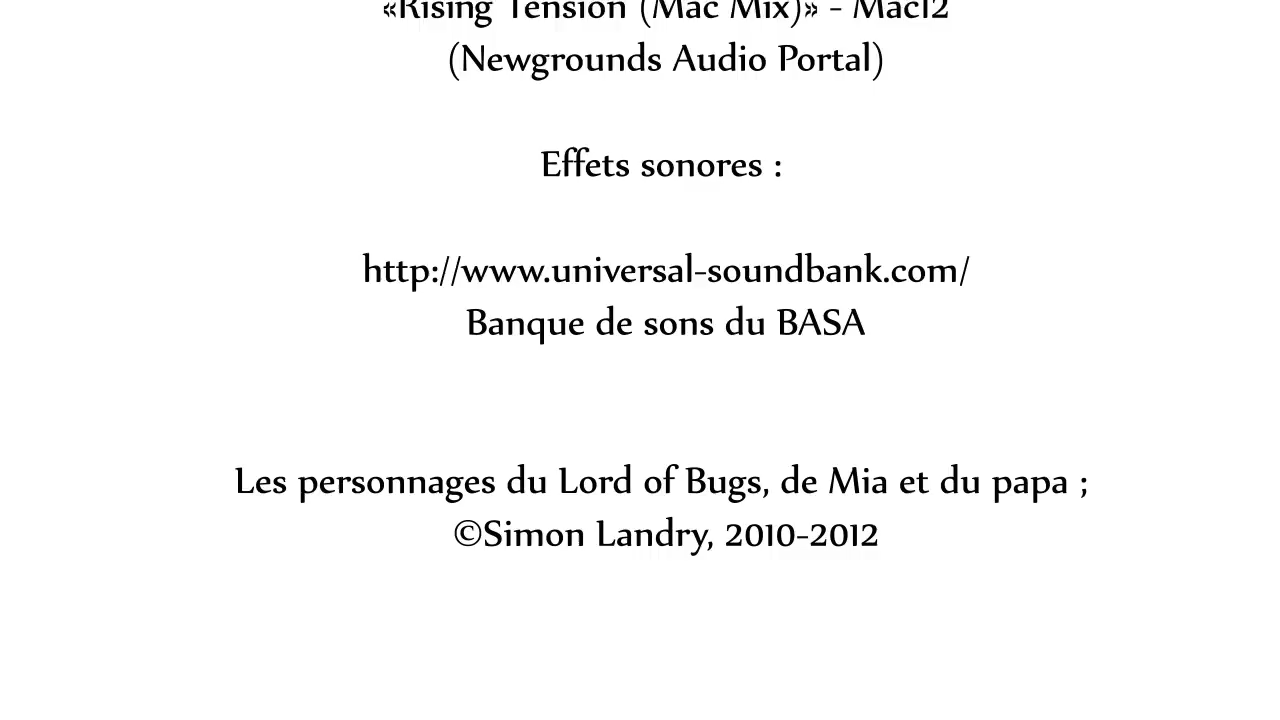 «Rising Tension (Mac Mix)» - Mac12
(Newgrounds Audio Portal)
Effets sonores :
http://www.universal-soundbank.com/
Banque de sons du BASA
Les personnages du Lord of Bugs, de Mia et du papa ;
©Simon Landry, 2010-2012